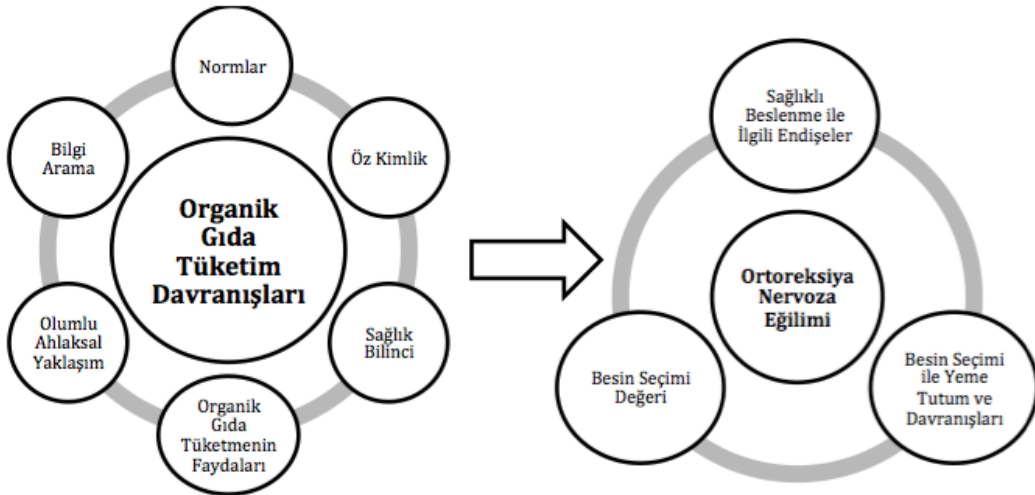 Normlar
Öz Kimlik
Sağlık
Bilinci
Organik
Gıda
Tüketmenin
Faydaları
Olumlu
Ahlaksal
Yaklaşım
Bilgi
Arama
Organik
Gıda
Tüketim
Davranışları
Sağlıklı
Beslenme ile
İlgili Endişeler
Besin Seçimi
ile Yeme
Tutum ve
Davranışları
Besin Seçimi
Değeri
Ortoreksiya
Nervoza
Eğilimi